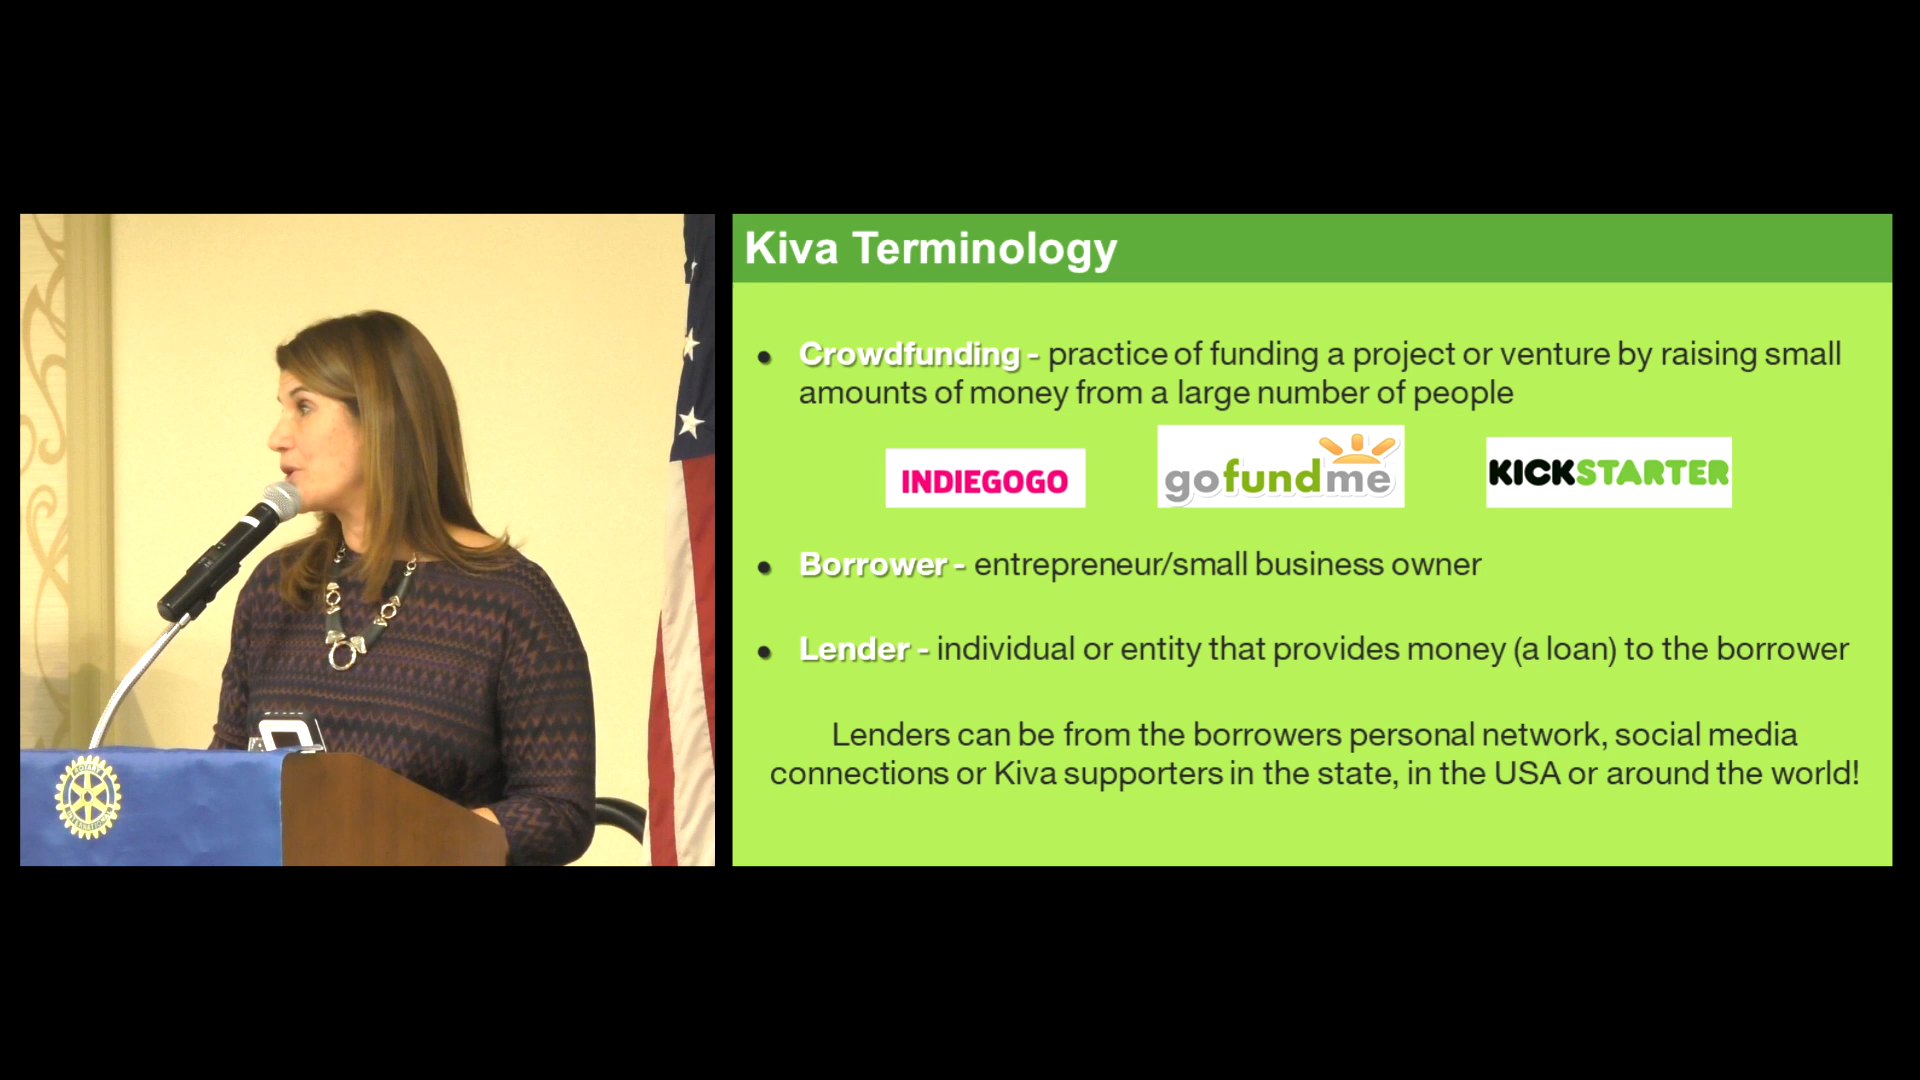 Kiva Terminology
Crowdfunding - practice of funding a project or venture by raising small
amounts of money from a large number of people
INDIEGOGO
gofundme
KICKSTARTER
Borrower - entrepreneur/small business owner
Lender - individual or entity that provides money (a loan) to the borrower
Lenders can be from the borrowers personal network, social media
connections or Kiva supporters in the state, in the USA or around the world!
ROTARY
INTERNATIONAL